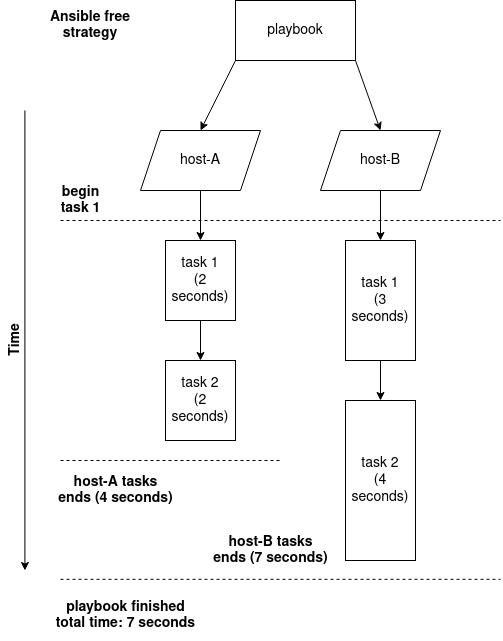 Ansible free
strategy
playbook
host-A
host-B
begin
task 1
task 1
(2
seconds)
task 1
(3
seconds)
Time
task 2
(2
seconds)
task 2
(4
seconds)
host-A tasks
ends (4 seconds)
host-B tasks
ends (7 seconds)
playbook finished
total time: 7 seconds